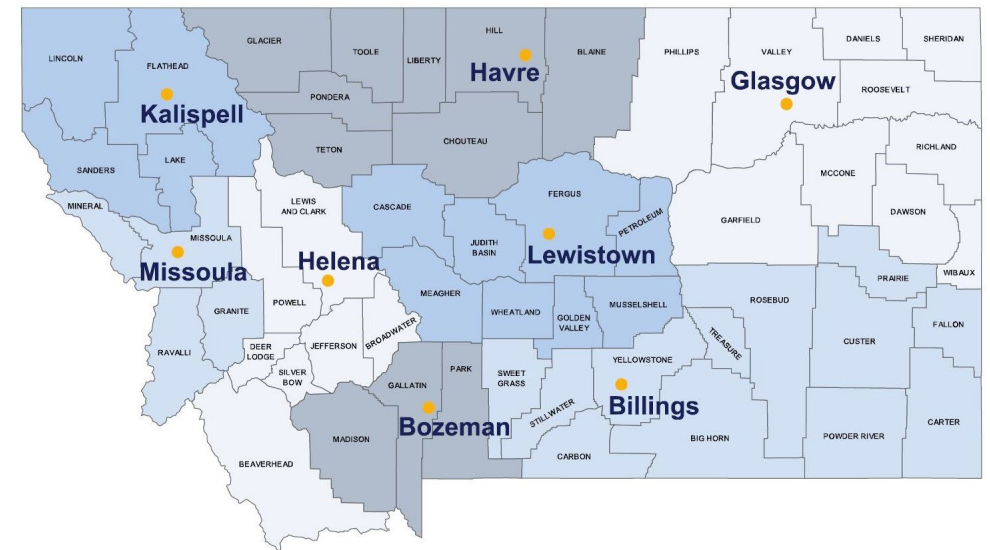 LINCOLN
FLATHEAD
Kalispell
SANDERS
LAKE
GLACIER
TOOLE
LIBERTY
HILL
Havre
BLAINE
PONDERA
TETON
CHOUTEAU
PHILLIPS
VALLEY
Glasgow
DANIELS
SHERIDAN
ROOSEVELT
RICHLAND
MCCONE
DAWSON
GARFIELD
WIBAUX
MINERAL
MISSOULA
Missoula
GRANITE
RAVALLI
LEWIS
AND CLARK
Helena
POWELL
DEER
LODGE
SILVER
BOW
JEFFERSON
BROADWATER
BEAVERHEAD
CASCADE
JUDITH
BASIN
FERGUS
PETROLEUM
Lewistown
MEAGHER
WHEATLAND
GOLDEN
VALLEY
MUSSELSHELL
GALLATIN
PARK
Bozeman
MADISON
SWEET
GRASS
STILLWATER
YELLOWSTONE
Billings
CARBON
BIG HORN
TREASURE
ROSEBUD
PRAIRIE
CUSTER
FALLON
POWDER RIVER
CARTER